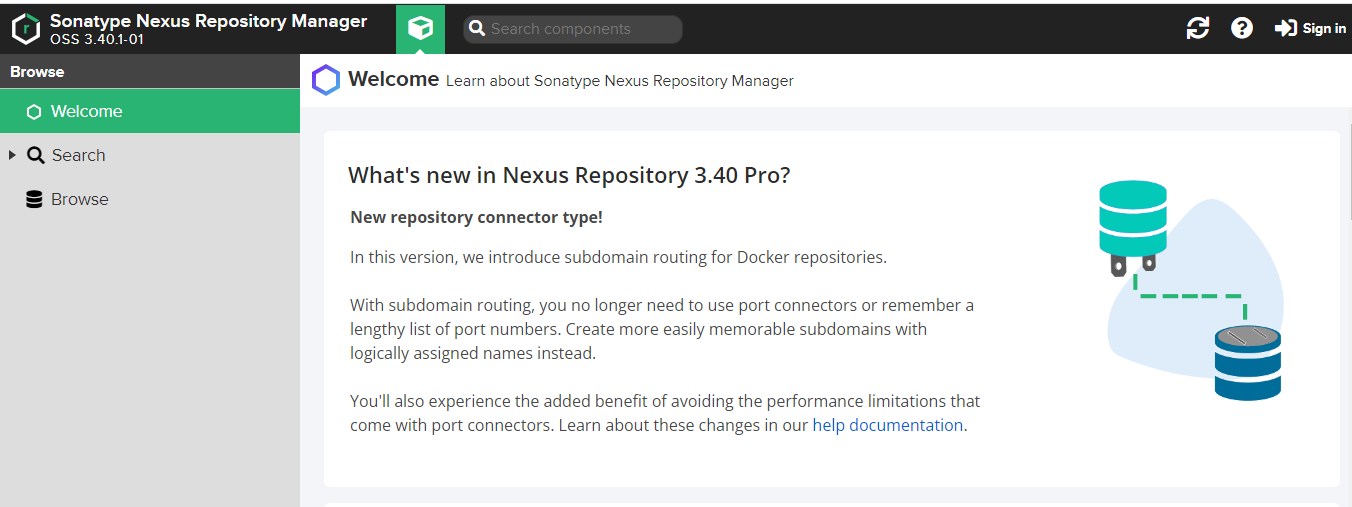 Sonatype Nexus Repository Manager
OSS 3.40.1-01
Search components
Sign in
Browse
Welcome
Search
Browse
Welcome Learn about Sonatype Nexus Repository Manager
What's new in Nexus Repository 3.40 Pro?
New repository connector type!
In this version, we introduce subdomain routing for Docker repositories.
With subdomain routing, you no longer need to use port connectors or remember a
lengthy list of port numbers. Create more easily memorable subdomains with
logically assigned names instead.
You'll also experience the added benefit of avoiding the performance limitations that
come with port connectors. Learn about these changes in our help documentation.